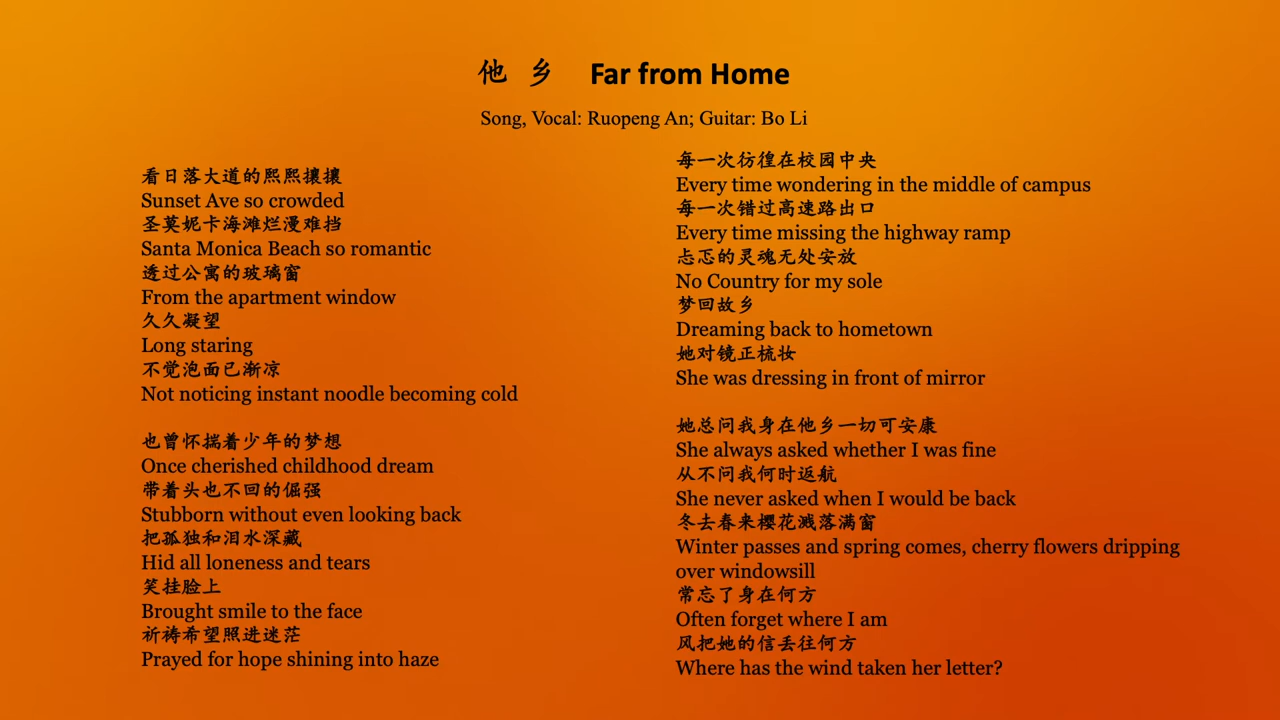 他 乡 Far from Home
Song, Vocal: Ruopeng An; Guitar: Bo Li
看日落大道的熙熙攘攘
Sunset Ave so crowded
圣莫妮卡海滩烂漫难挡
Santa Monica Beach so romantic
透过公寓的玻璃窗
From the apartment window
久久凝望
Long staring
不觉泡面已渐凉
Not noticing instant noodle becoming cold
也曾怀揣着少年的梦想
Once cherished childhood dream
带着头也不回的倔强
Stubborn without even looking back
把孤独和泪水深藏
Hid all loneness and tears
笑挂脸上
Brought smile to the face
祈祷希望照进迷茫
Prayed for hope shining into haze
每一次彷徨在校园中央
Every time wondering in the middle of campus
每一次错过高速路出口
Every time missing the highway ramp
忐忑的灵魂无处安放
No Country for my sole
梦回故乡
Dreaming back to hometown
她对镜正梳妆
She was dressing in front of mirror
她总问我身在他乡一切可安康
She always asked whether I was fine
从不问我何时返航
She never asked when I would be back
冬去春来樱花溅落满窗
Winter passes and spring comes, cherry flowers dripping
over windowsill
常忘了身在何方
Often forget where I am
风把她的信丢往何方
Where has the wind taken her letter?